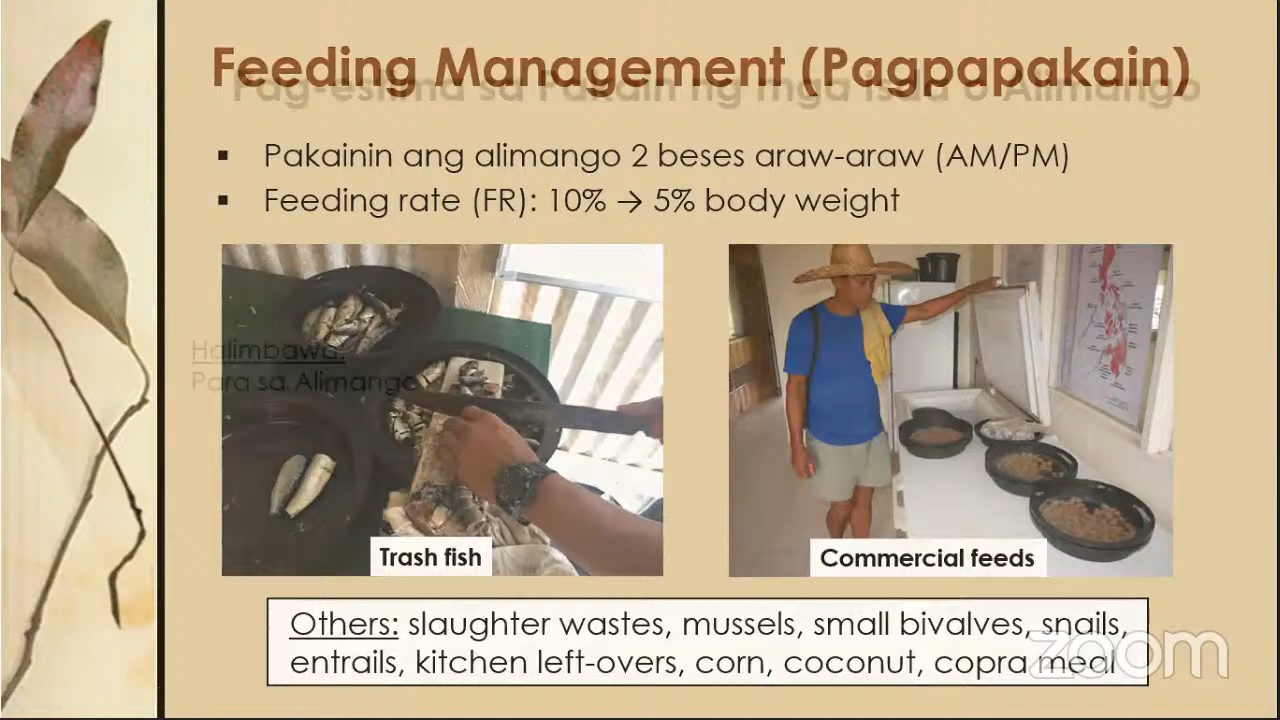 Feeding Management (Pagpapakain)
Pag-estima sa Pakain ng mga Isda o Alimango
▪ Pakainin ang alimango 2 beses araw-araw (AM/PM)
▪ Feeding rate (FR): 10% → 5% body weight
Halimbawa:
Para sa Alimango
Trash fish
Commercial feeds
Others: slaughter wastes, mussels, small bivalves, snails,
entrails, kitchen left-overs, corn, coconut, copra meal
zoom